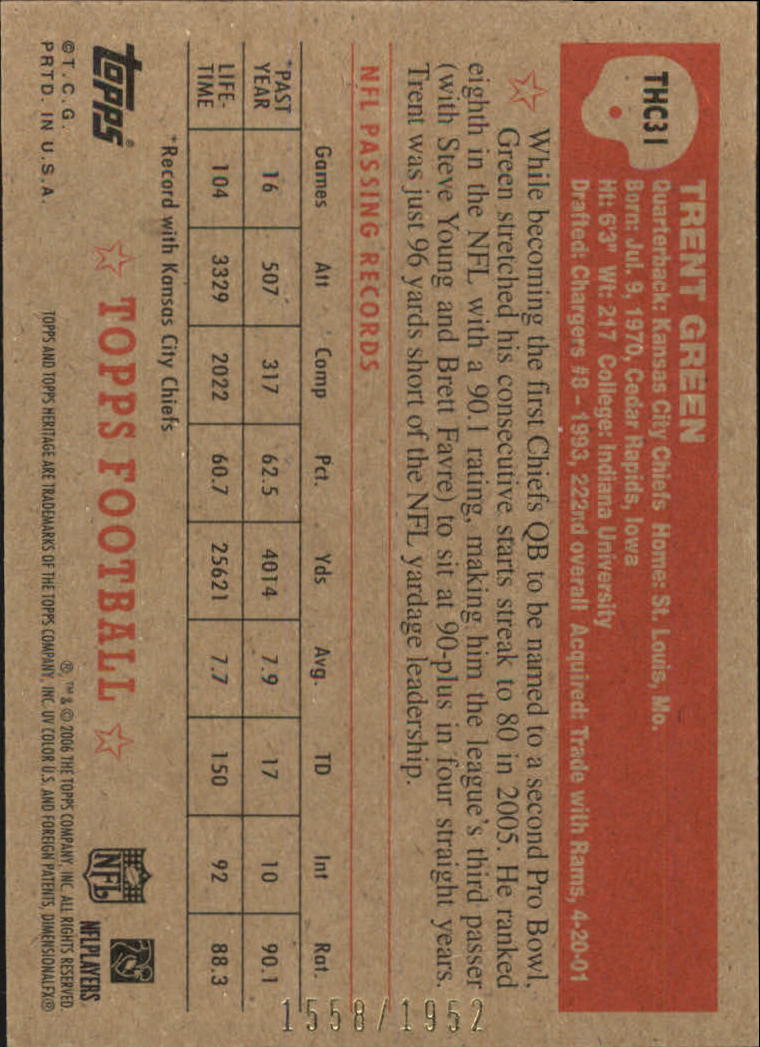 THC31
TRENT GREEN
Quarterback: Kansas City Chiefs Home: St. Louis, Mo.
Born: Jul. 9, 1970, Cedar Rapids, Iowa
Ht: 6'3" Wt: 217 College: Indiana University
Drafted: Chargers #8 - 1993, 222nd overall Acquired: Trade with Rams, 4-20-01
While becoming the first Chiefs QB to be named to a second Pro Bowl,
Green stretched his consecutive starts streak to 80 in 2005. He ranked
eighth in the NFL with a 90.1 rating, making him the league's third passer
(with Steve Young and Brett Favre) to sit at 90-plus in four straight years.
Trent was just 96 yards short of the NFL yardage leadership.
NFL PASSING RECORDS
Games Att Comp Pct. Yds Avg. TD Int Rat.
*PAST YEAR 16 507 317 62.5 4014 7.9 17 10 90.1
LIFE-TIME 104 3329 2022 60.7 25621 7.7 150 92 88.3
*Record with Kansas City Chiefs
1558/1952
topps®
TOPPS FOOTBALL
NFL
NFLPLAYERS
© T. C. G.
PRTD. IN U.S.A.
®, ™ & © 2006 THE TOPPS COMPANY, INC. ALL RIGHTS RESERVED.
TOPPS AND TOPPS HERITAGE ARE TRADEMARKS OF THE TOPPS COMPANY, INC. UV COLOR U.S. AND FOREIGN PATENTS, DIMENSIONALFX®